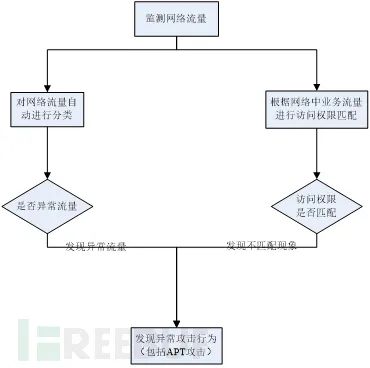 监测网络流量
对网络流量自
动进行分类
根据网络中业务流量
进行访问权限匹配
是否异常流量
访问权限
是否匹配
发现异常流量
发现不匹配现象
发现异常攻击行为
（包括APT攻击）
FREEBUF